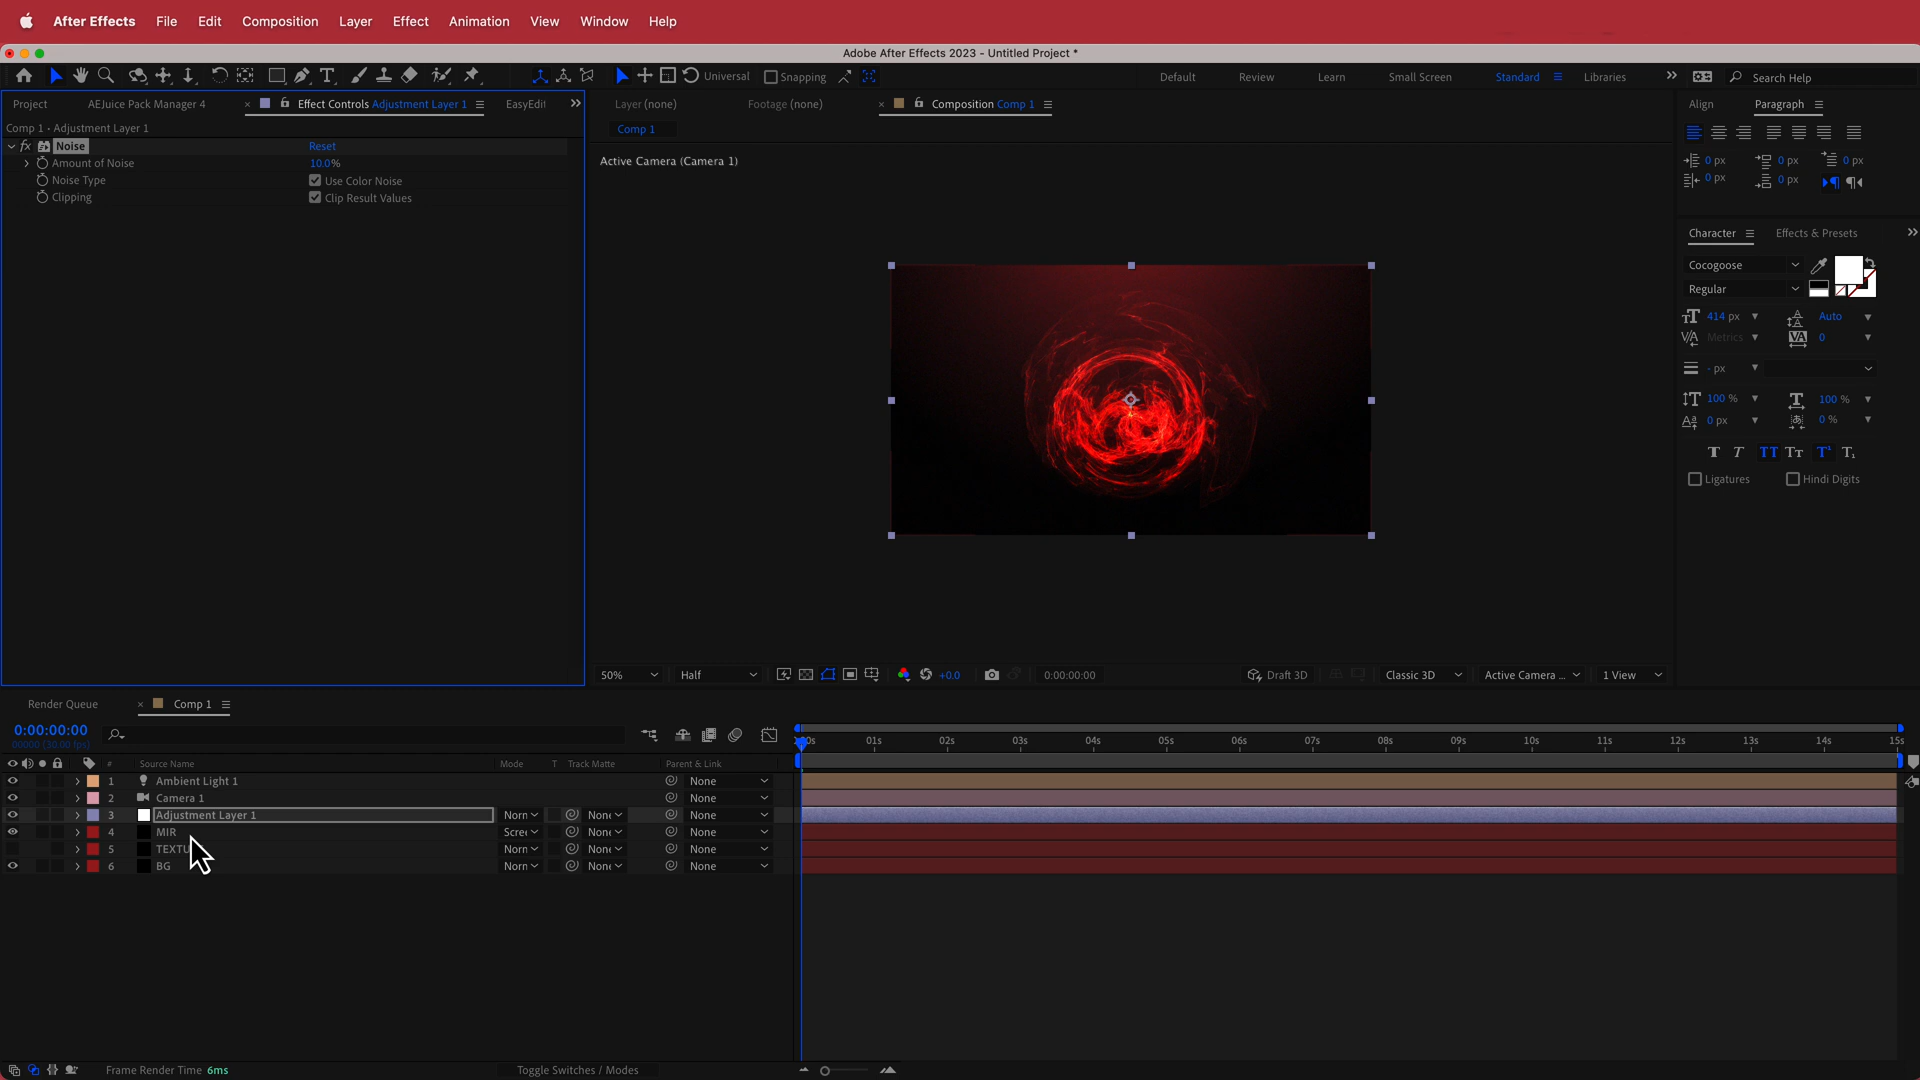 After Effects File Edit Composition Layer Effect Animation View Window Help
Adobe After Effects 2023 - Untitled Project *
Universal Snapping Default Review Learn Small Screen Standard Libraries Search Help
Project AEJuice Pack Manager 4 Effect Controls Adjustment Layer 1 Layer (none) Footage (none) Composition Comp 1 Align Paragraph
Comp 1 • Adjustment Layer 1
Comp 1
fx Noise Reset
Amount of Noise 10.0%
Noise Type Use Color Noise
Clipping Clip Result Values
Active Camera (Camera 1)
0 px 0 px 0 px
0 px 0 px
Character Effects & Presets
Cocogoose
Regular
414 px Auto
Metrics 0
- px
100 % 100 %
0 px 0 %
Ligatures Hindi Digits
50% Half +0.0 0:00:00:00 Draft 3D Classic 3D Active Camera ... 1 View
Render Queue Comp 1
0:00:00:00
00000 (30.00 fps)
01s 02s 03s 04s 05s 06s 07s 08s 09s 10s 11s 12s 13s 14s 15s
# Source Name Mode T Track Matte Parent & Link
1 Ambient Light 1 None
2 Camera 1 None
3 Adjustment Layer 1 Norn None None
4 MIR Scre None None
5 TEXTU Norn None None
6 BG Norn None None
Frame Render Time 6ms Toggle Switches / Modes